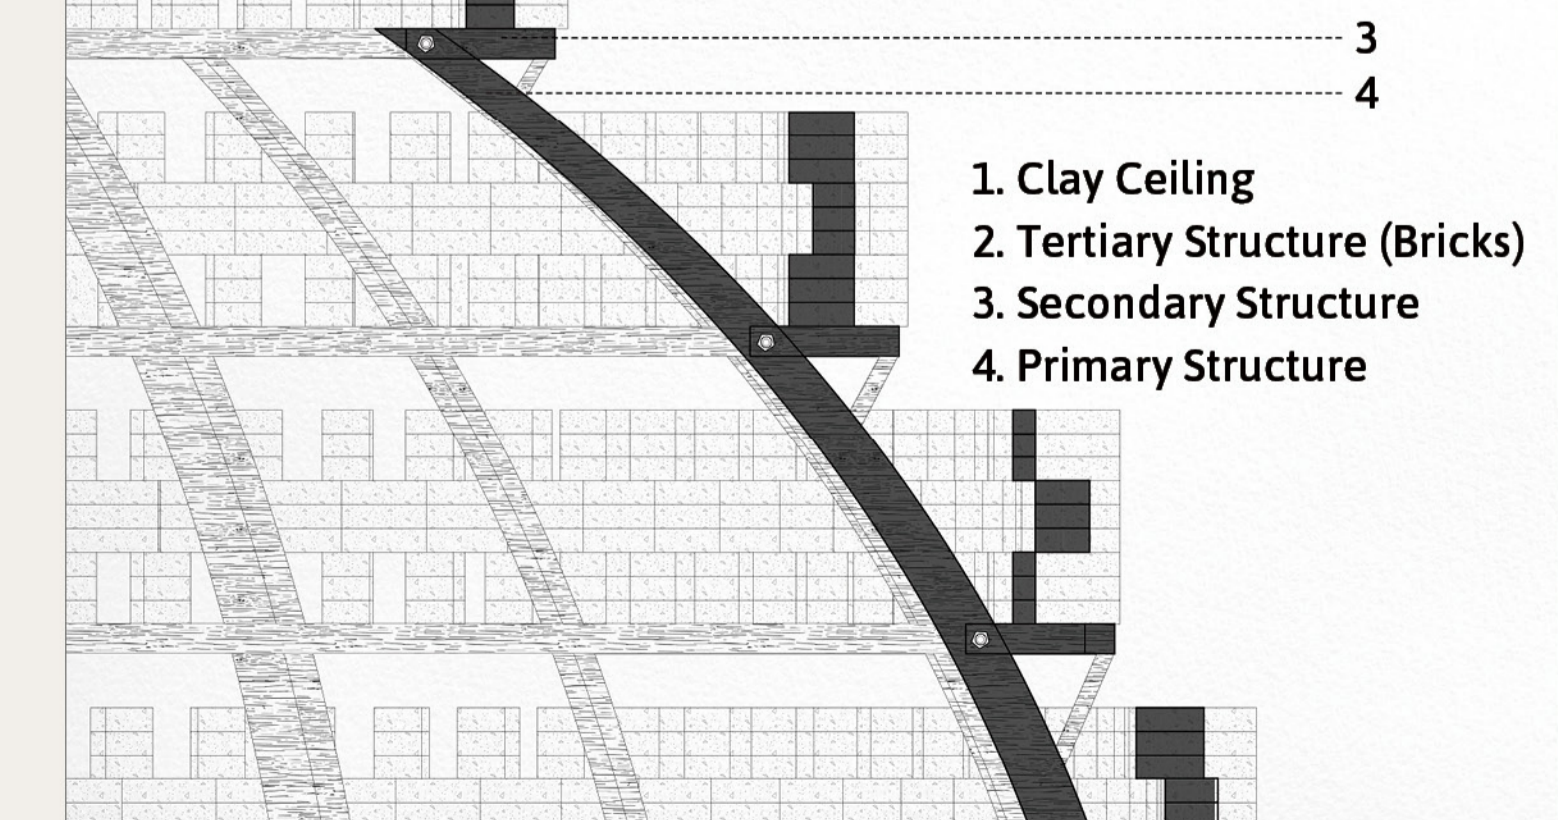 3
4
1. Clay Ceiling
2. Tertiary Structure (Bricks)
3. Secondary Structure
4. Primary Structure